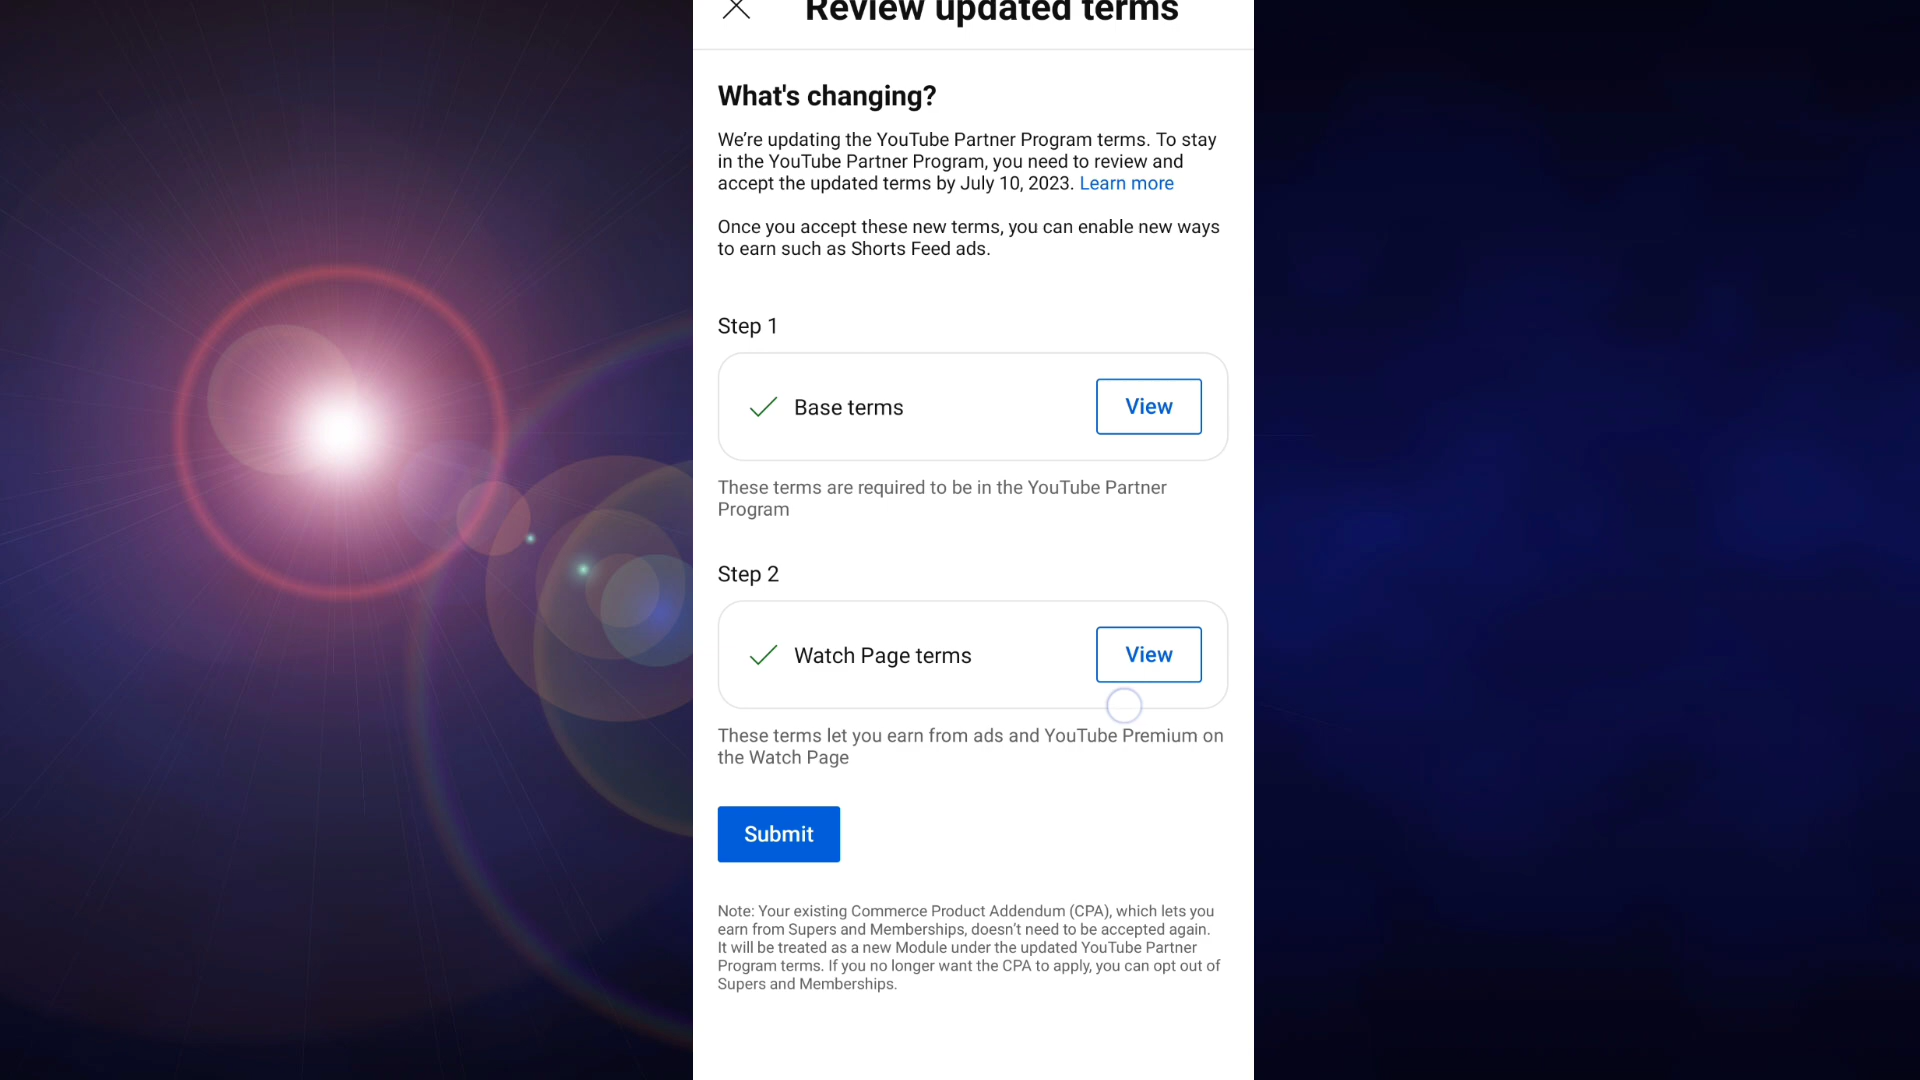 Review updated terms
What's changing?
We’re updating the YouTube Partner Program terms. To stay
in the YouTube Partner Program, you need to review and
accept the updated terms by July 10, 2023. Learn more
Once you accept these new terms, you can enable new ways
to earn such as Shorts Feed ads.
Step 1
Base terms View
These terms are required to be in the YouTube Partner
Program
Step 2
Watch Page terms View
These terms let you earn from ads and YouTube Premium on
the Watch Page
Submit
Note: Your existing Commerce Product Addendum (CPA), which lets you
earn from Supers and Memberships, doesn’t need to be accepted again.
It will be treated as a new Module under the updated YouTube Partner
Program terms. If you no longer want the CPA to apply, you can opt out of
Supers and Memberships.